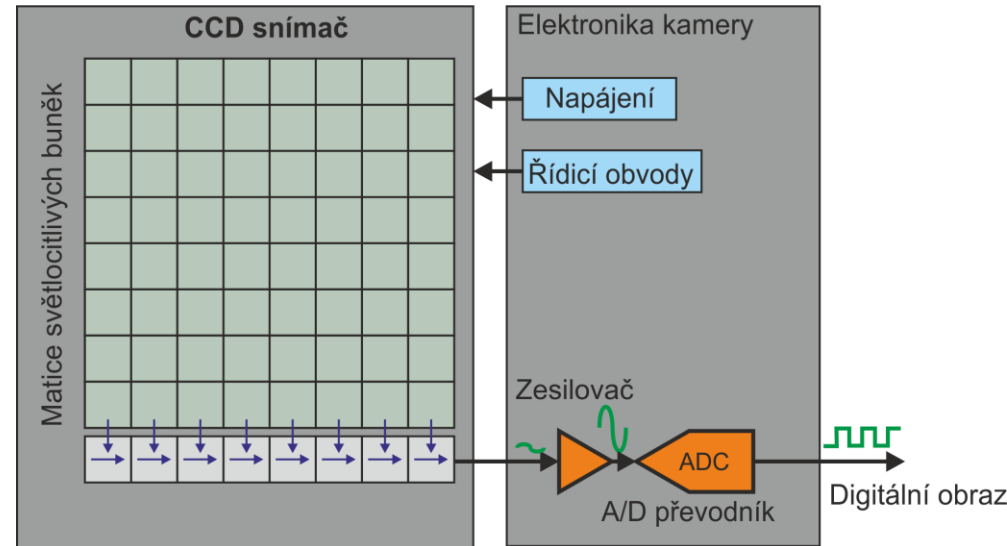 CCD snímač
Matice světlocitlivých buněk
Elektronika kamery
Napájení
Řídicí obvody
Zesilovač
ADC
A/D převodník
Digitální obraz